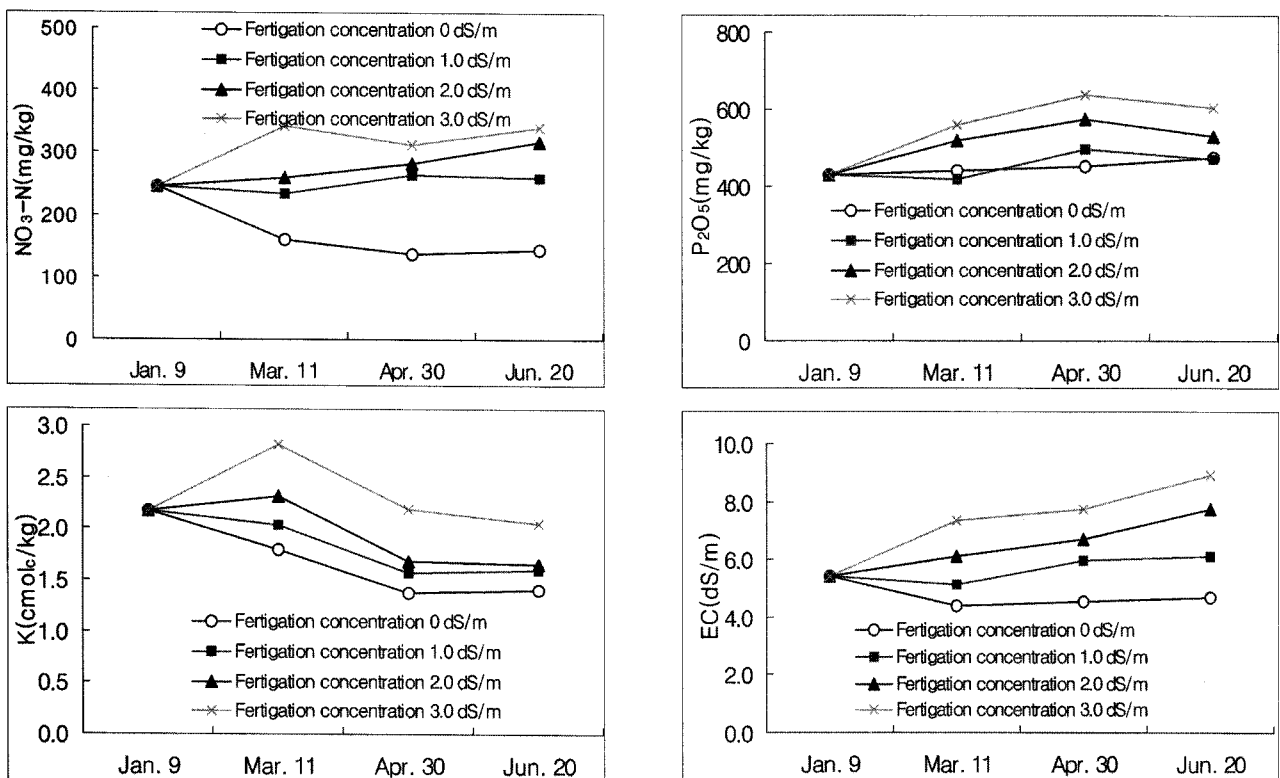 500
400
300
200
100
0
NO₃-N(mg/kg)
Fertigation concentration 0 dS/m
Fertigation concentration 1.0 dS/m
Fertigation concentration 2.0 dS/m
Fertigation concentration 3.0 dS/m
Jan. 9 Mar. 11 Apr. 30 Jun. 20
800
600
400
200
0
P₂O₅(mg/kg)
Fertigation concentration 0 dS/m
Fertigation concentration 1.0 dS/m
Fertigation concentration 2.0 dS/m
Fertigation concentration 3.0 dS/m
Jan. 9 Mar. 11 Apr. 30 Jun. 20
3.0
2.5
2.0
1.5
1.0
0.5
0.0
K(cmolc/kg)
Fertigation concentration 0 dS/m
Fertigation concentration 1.0 dS/m
Fertigation concentration 2.0 dS/m
Fertigation concentration 3.0 dS/m
Jan. 9 Mar. 11 Apr. 30 Jun. 20
10.0
8.0
6.0
4.0
2.0
0.0
EC(dS/m)
Fertigation concentration 0 dS/m
Fertigation concentration 1.0 dS/m
Fertigation concentration 2.0 dS/m
Fertigation concentration 3.0 dS/m
Jan. 9 Mar. 11 Apr. 30 Jun. 20